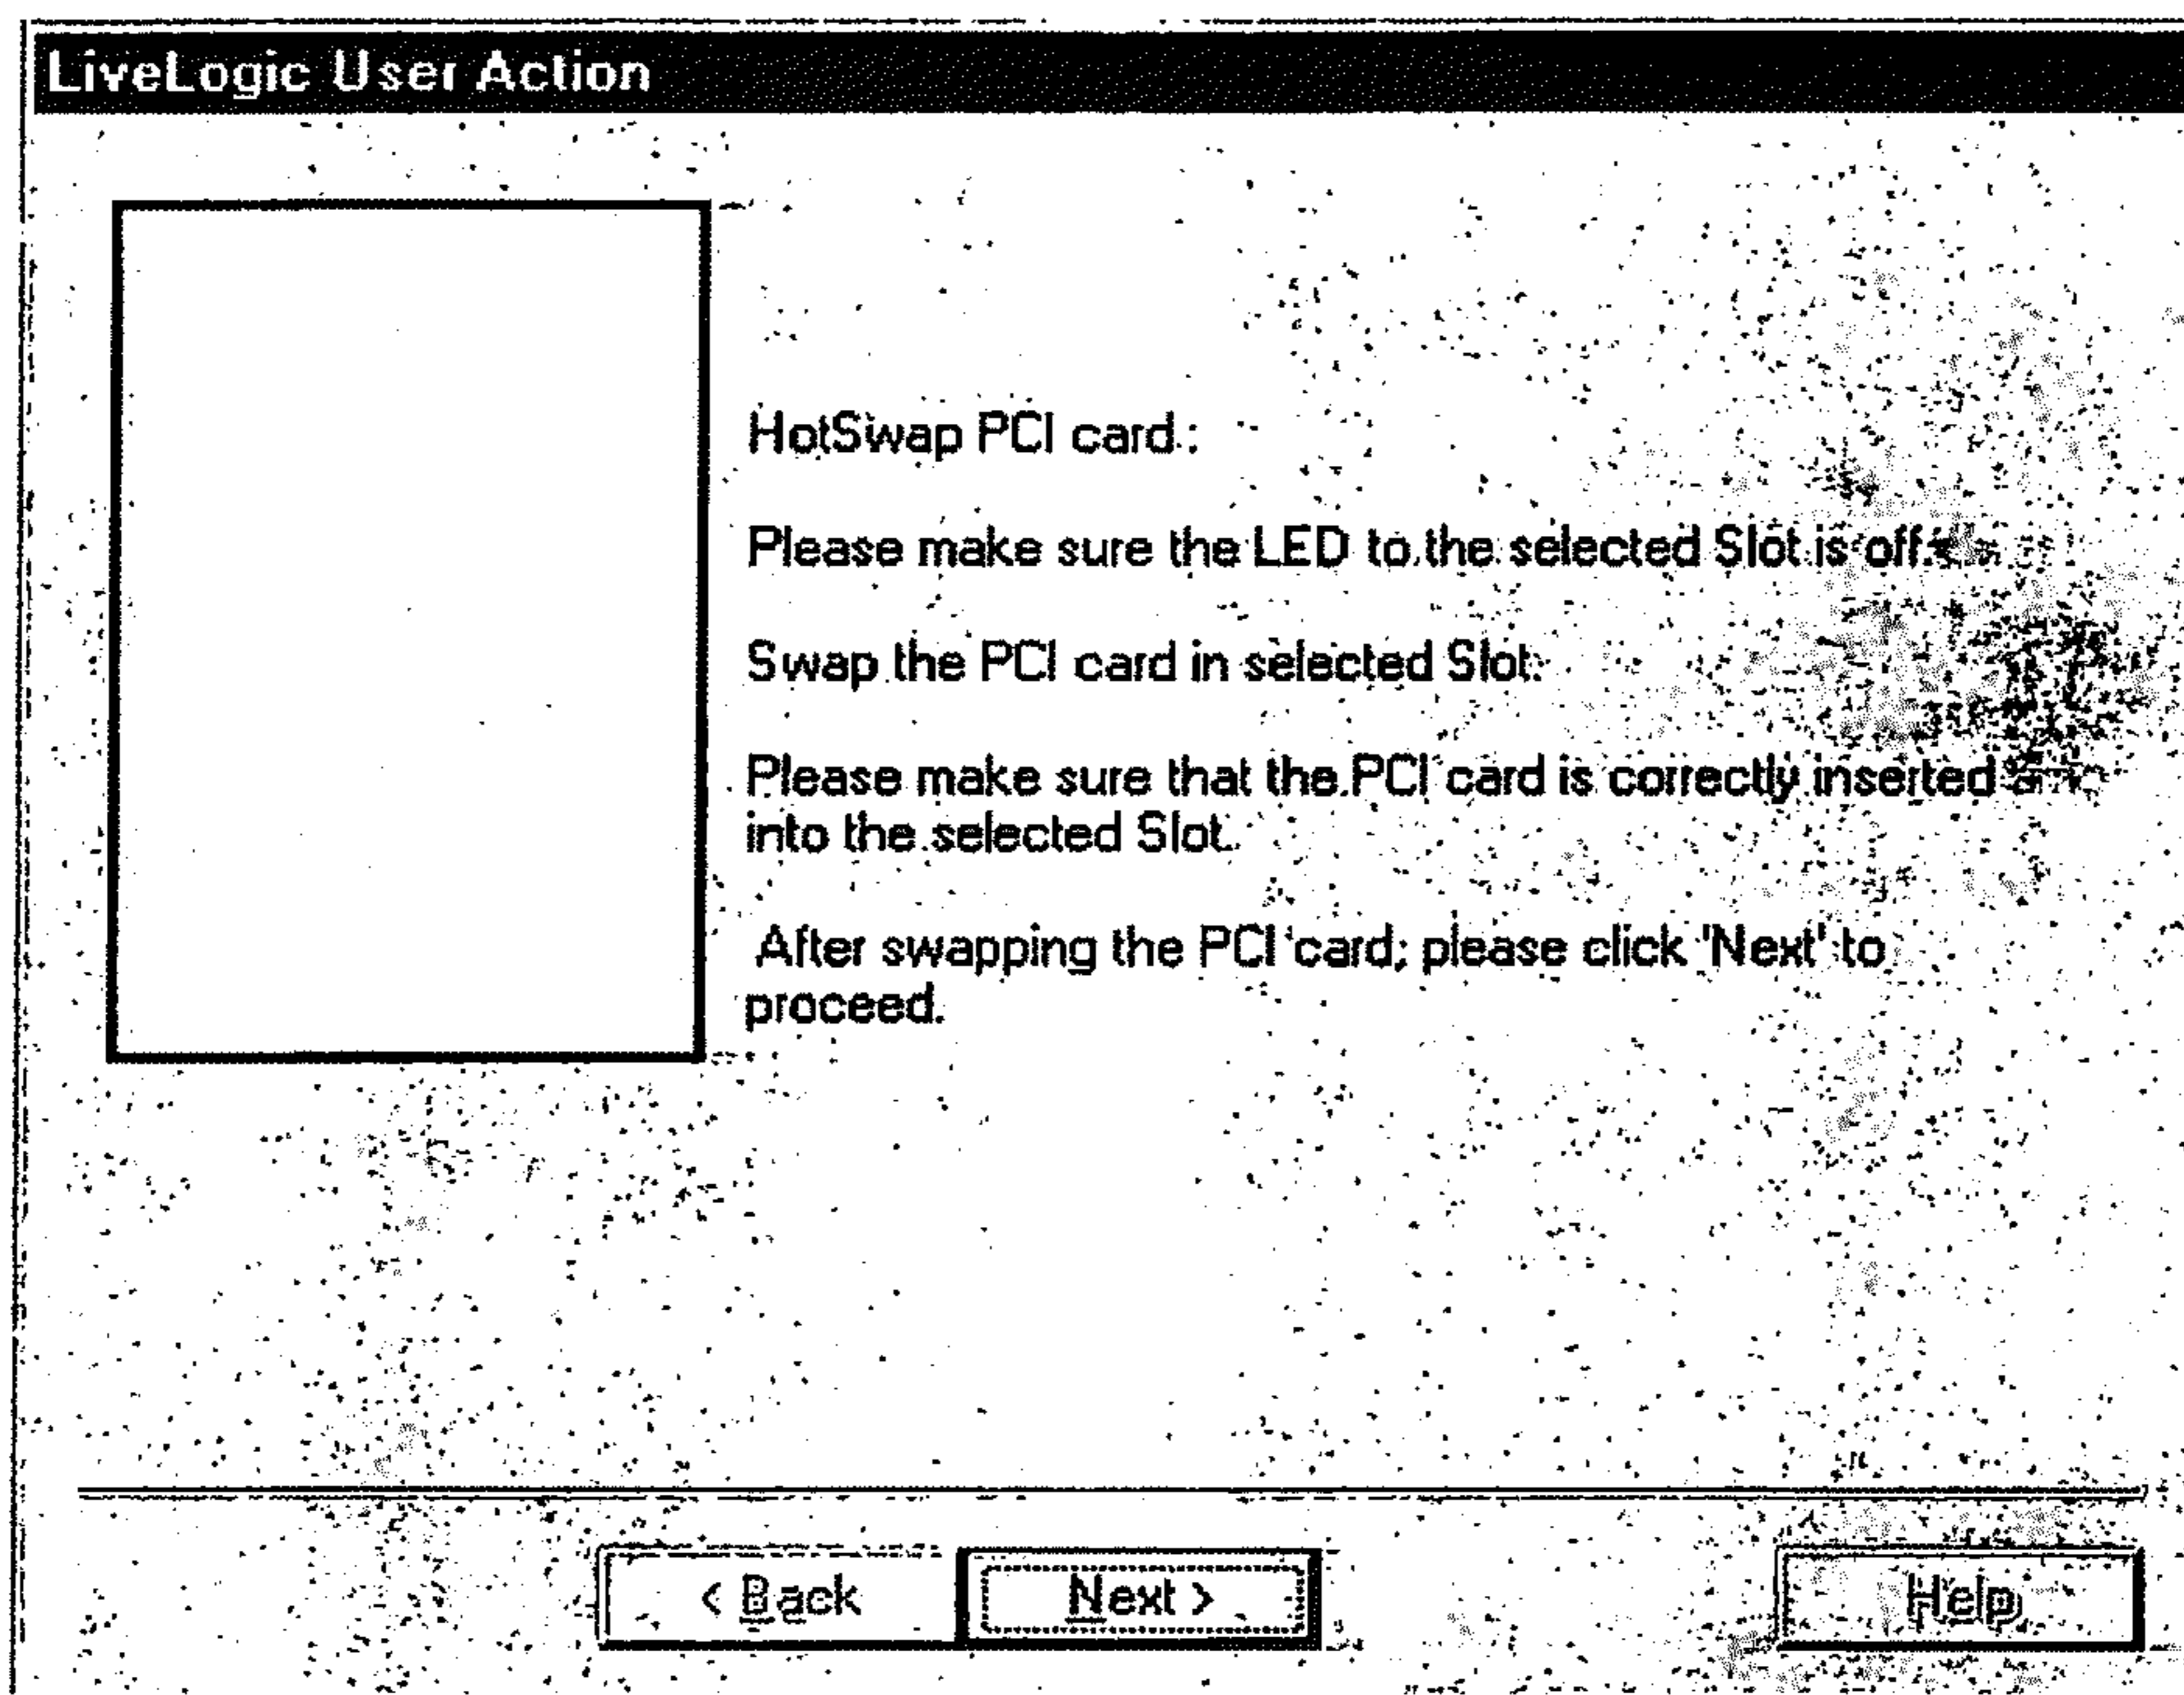 LiveLogic User Action
HotSwap PCI card :
Please make sure the LED to the selected Slot is off.
Swap the PCI card in selected Slot.
Please make sure that the PCI card is correctly inserted
into the selected Slot.
After swapping the PCI card, please click 'Next' to
proceed.
< Back
Next >
Help